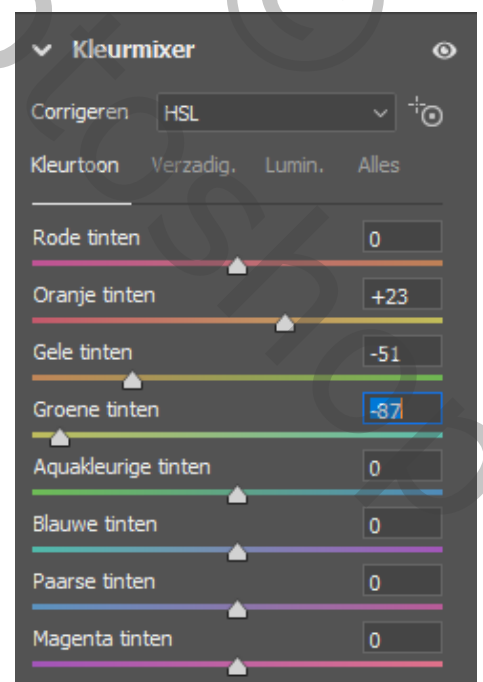 Kleurmixer
Corrigeren HSL
Kleurtoon Verzadig. Lumin. Alles
Rode tinten 0
Oranje tinten +23
Gele tinten -51
Groene tinten -87
Aquakleurige tinten 0
Blauwe tinten 0
Paarse tinten 0
Magenta tinten 0